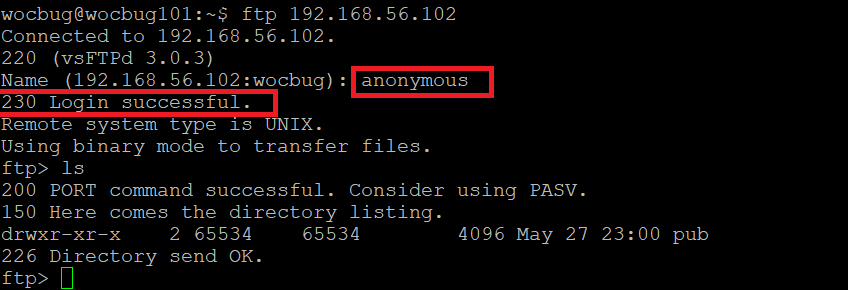 wocbug@wocbug101:~$ ftp 192.168.56.102
Connected to 192.168.56.102.
220 (vsFTPd 3.0.3)
Name (192.168.56.102:wocbug): anonymous
230 Login successful.
Remote system type is UNIX.
Using binary mode to transfer files.
ftp> ls
200 PORT command successful. Consider using PASV.
150 Here comes the directory listing.
drwxr-xr-x    2 65534    65534        4096 May 27 23:00 pub
226 Directory send OK.
ftp>